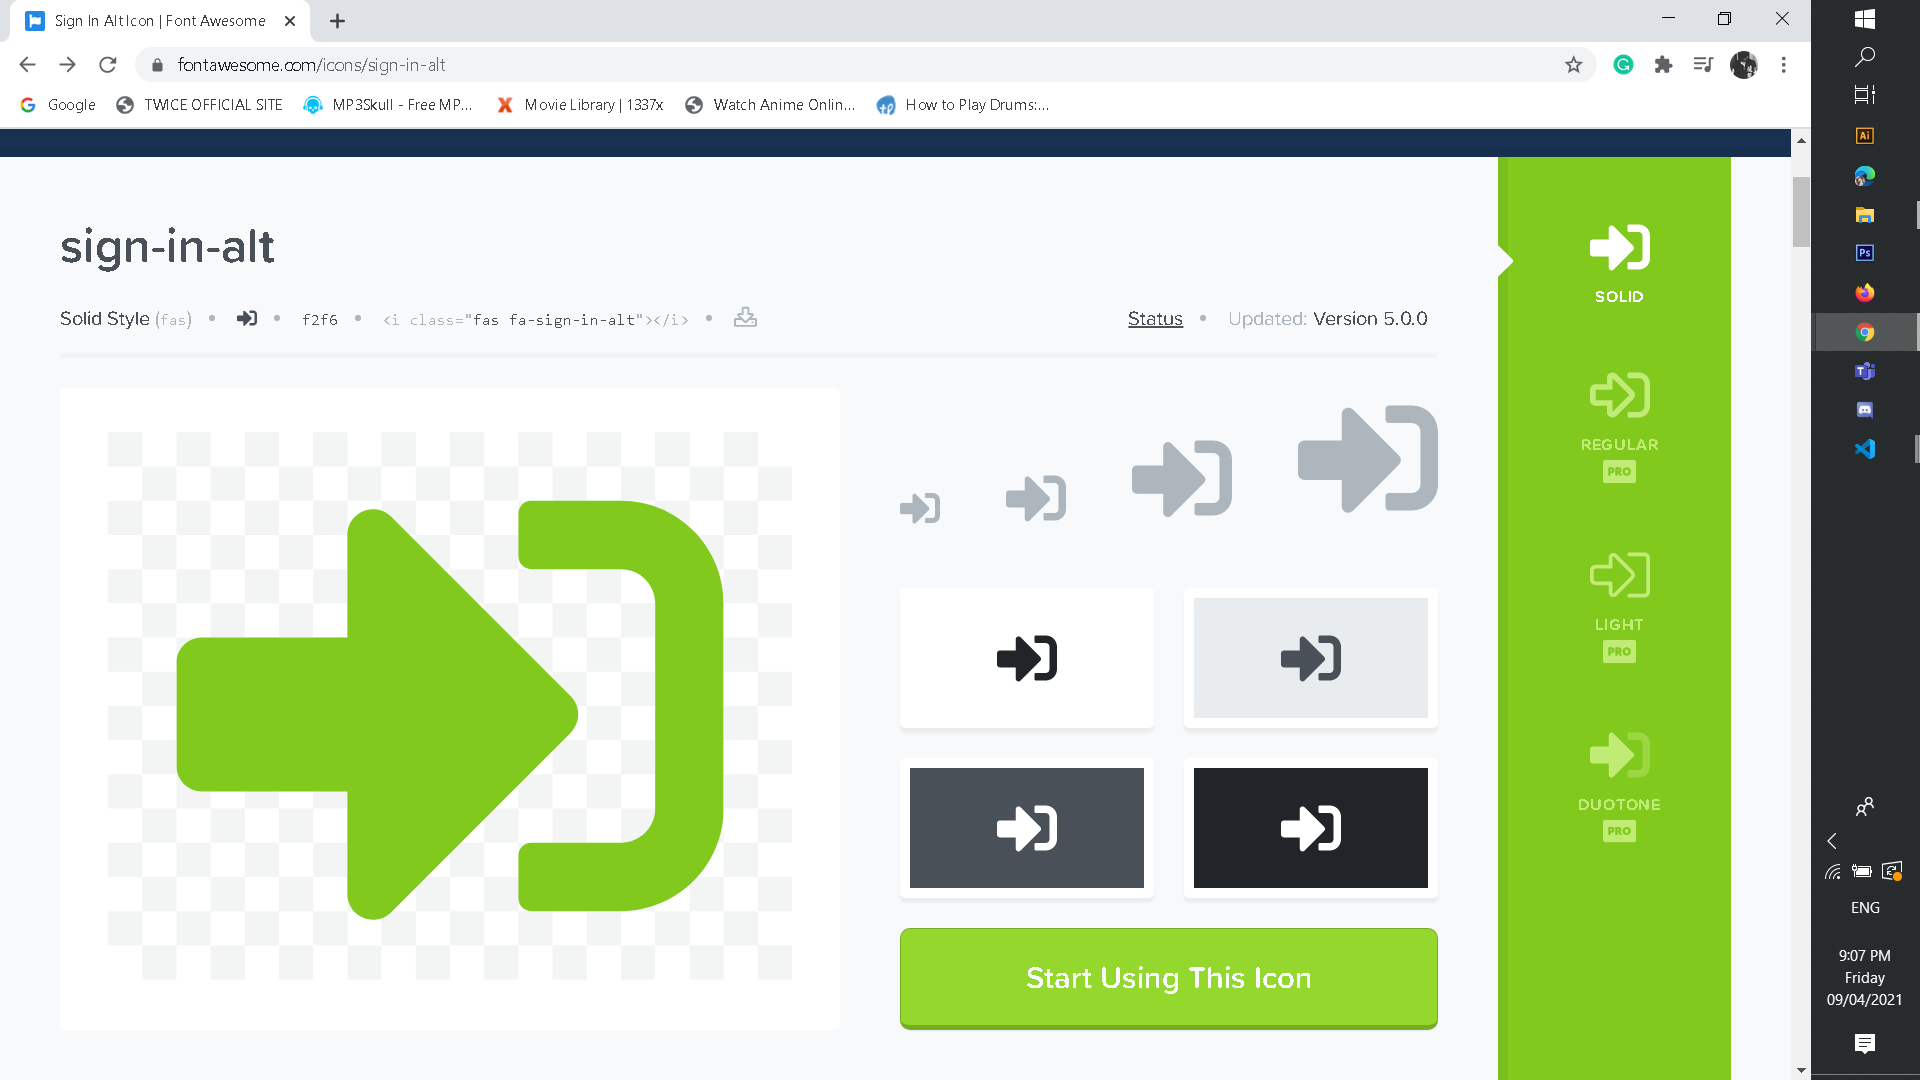 Sign In Alt Icon | Font Awesome
fontawesome.com/icons/sign-in-alt
Google
TWICE OFFICIAL SITE
MP3Skull - Free MP...
Movie Library | 1337x
Watch Anime Onlin...
How to Play Drums:...
sign-in-alt
Solid Style (fas)
f2f6
<i class="fas fa-sign-in-alt"></i>
Status
Updated: Version 5.0.0
Start Using This Icon
SOLID
REGULAR
PRO
LIGHT
PRO
DUOTONE
PRO
Ai
Ps
ENG
9:07 PM
Friday
09/04/2021